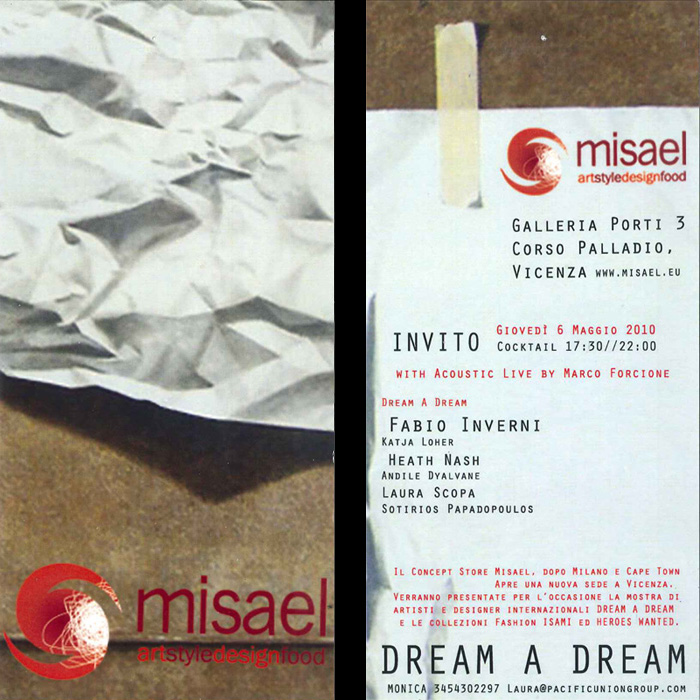 misael
artstyledesignfood
misael
artstyledesignfood
Galleria Porti 3
Corso Palladio,
Vicenza www.misael.eu
INVITO
Giovedì 6 Maggio 2010
Cocktail 17:30//22:00
with Acoustic Live by Marco Forcione
Dream A Dream
Fabio Inverni
Katja Loher
Heath Nash
Andile Dyalvane
Laura Scopa
Sotirios Papadopoulos
Il Concept Store Misael, dopo Milano e Cape Town
Apre una nuova sede a Vicenza.
Verranno presentate per l'occasione la mostra di
artisti e designer internazionali DREAM A DREAM
e le collezioni Fashion ISAMI ed HEROES WANTED.
DREAM A DREAM
Monica 3454302297 Laura@pacificuniongroup.com